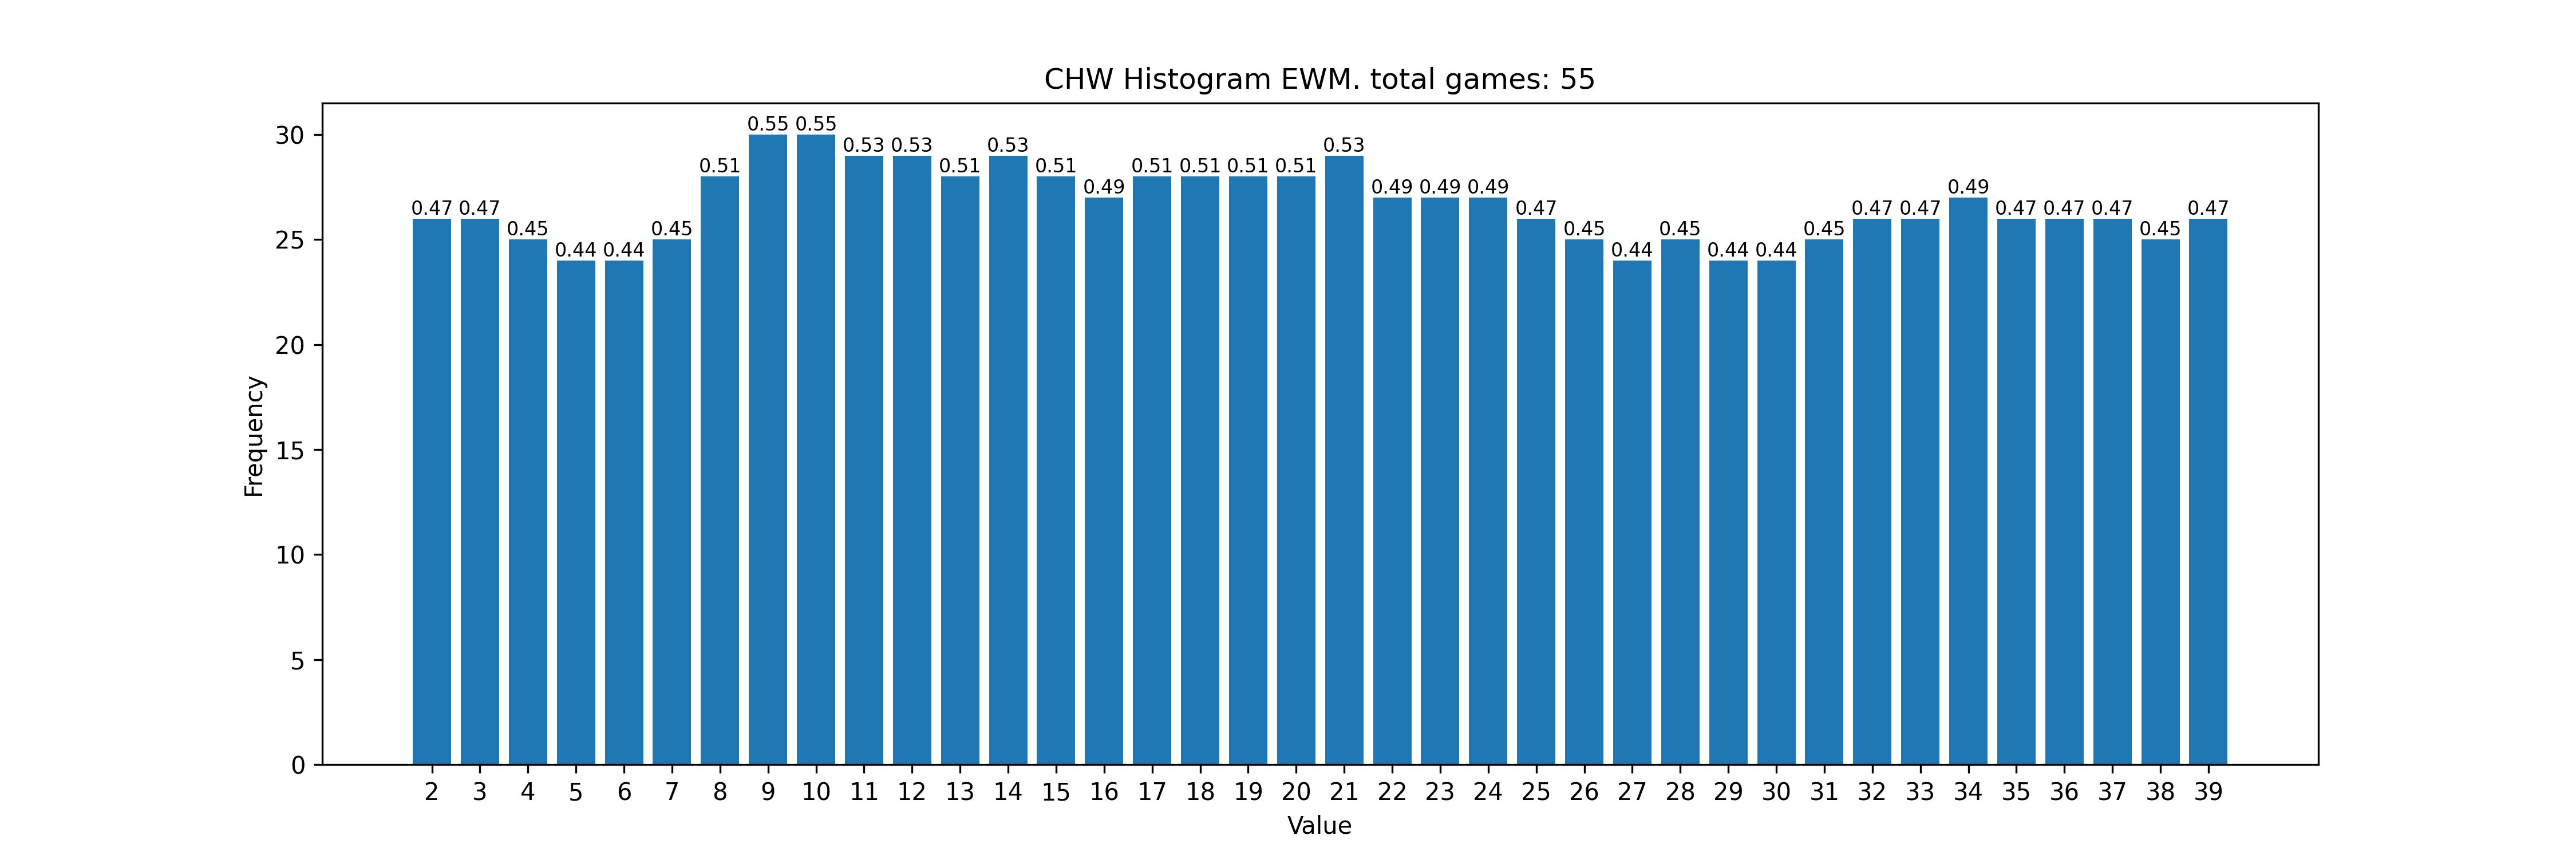 CHW Histogram EWM. total games: 55
30
25
20
15
10
5
0
Frequency
0.47 0.47 0.45 0.44 0.44 0.45 0.51 0.55 0.55 0.53 0.53 0.51 0.53 0.51 0.49 0.51 0.51 0.51 0.51 0.53 0.49 0.49 0.49 0.47 0.45 0.44 0.45 0.44 0.44 0.45 0.47 0.47 0.49 0.47 0.47 0.47 0.45 0.47
2 3 4 5 6 7 8 9 10 11 12 13 14 15 16 17 18 19 20 21 22 23 24 25 26 27 28 29 30 31 32 33 34 35 36 37 38 39
Value